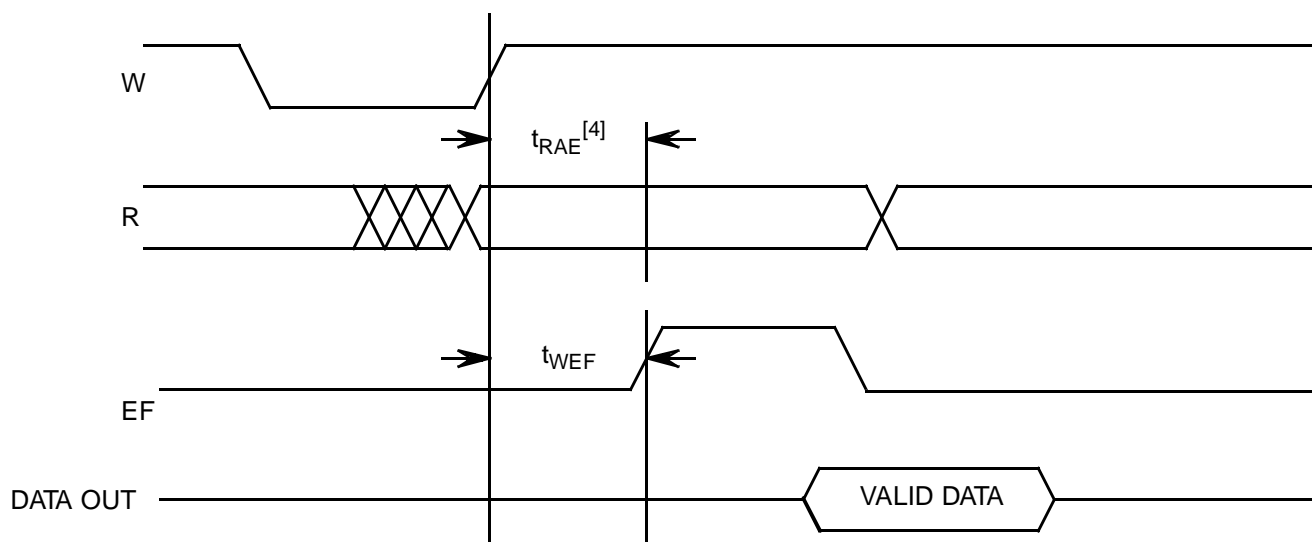 W
tRAE[4]
R
tWEF
EF
DATA OUT
VALID DATA